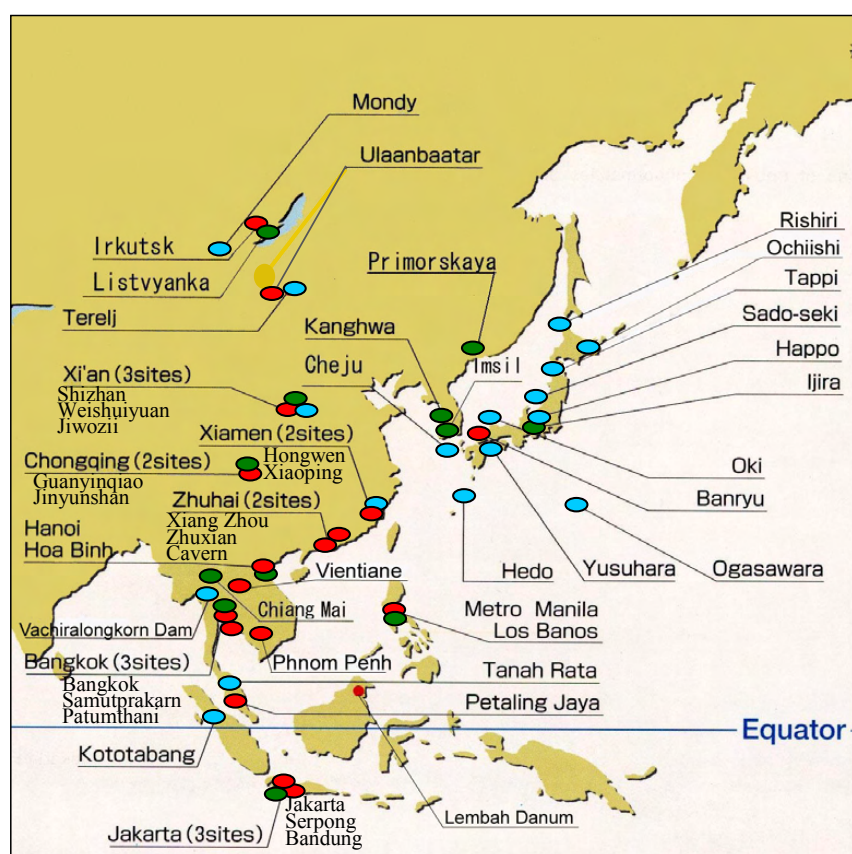 Mondy
Ulaanbaatar
Rishiri
Ochiishi
Irkutsk
Primorskaya
Tappi
Listvyanka
Sado-seki
Terelj
Kanghwa
Happo
Cheju
Imsil
Xi'an (3sites)
Ijira
Shizhan
Weishuiyuan
Jiwozii
Xiamen (2sites)
Hongwen
Xiaoping
Chongqing (2sites)
Guanyinqiao
Jinyunshan
Oki
Zhuhai (2sites)
Xiang Zhou
Zhuxian
Cavern
Banryu
Hanoi
Hoa Binh
Vientiane
Hedo
Yusuhara
Ogasawara
Chiang Mai
Metro Manila
Los Banos
Vachiralongkorn Dam
Bangkok (3sites)
Bangkok
Samutprakarn
Patumthani
Phnom Penh
Tanah Rata
Petaling Jaya
Equator
Kototabang
Jakarta
Serpong
Bandung
Lembah Danum
Jakarta (3sites)